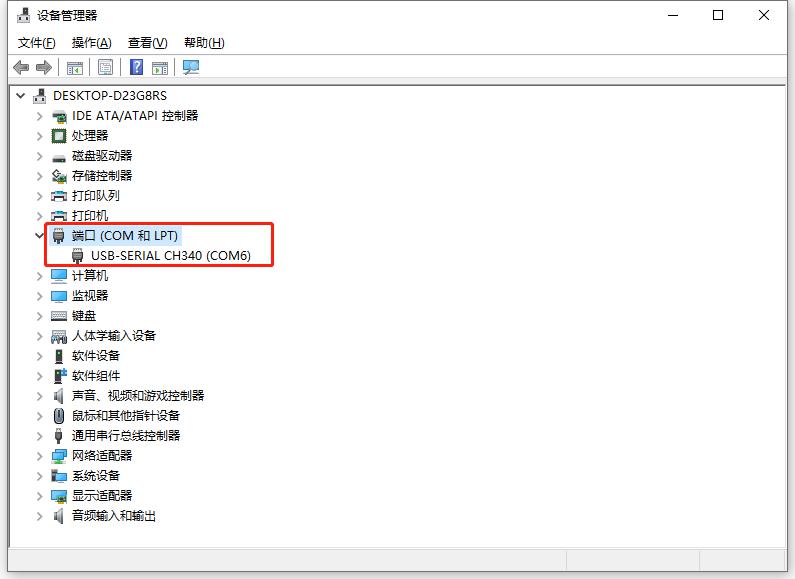 设备管理器
文件(F) 操作(A) 查看(V) 帮助(H)
DESKTOP-D23G8RS
IDE ATA/ATAPI 控制器
处理器
磁盘驱动器
存储控制器
打印队列
打印机
端口 (COM 和 LPT)
USB-SERIAL CH340 (COM6)
计算机
监视器
键盘
人体学输入设备
软件设备
软件组件
声音、视频和游戏控制器
鼠标和其他指针设备
通用串行总线控制器
网络适配器
系统设备
显示适配器
音频输入和输出